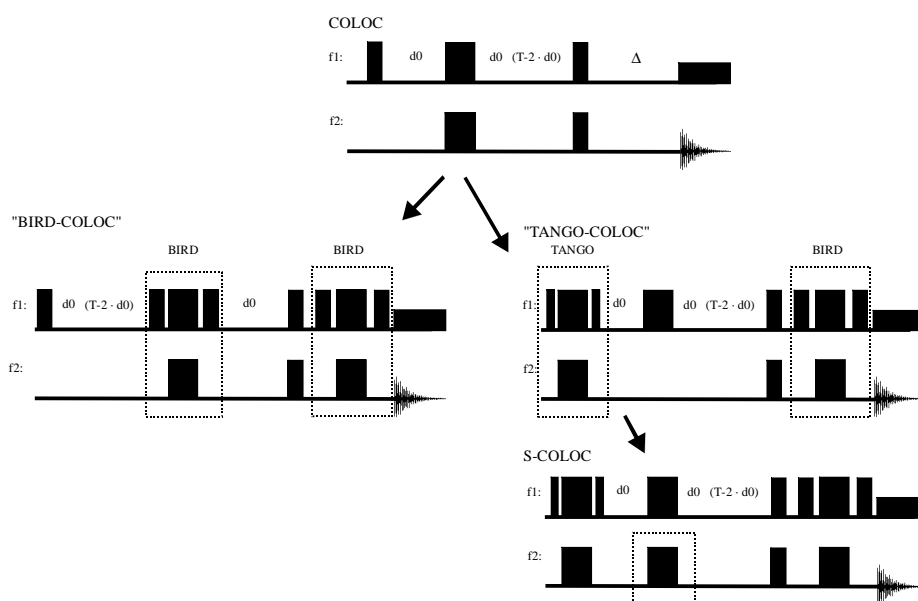 COLOC
f1: d0 d0 (T-2 · d0) Δ
f2:
"BIRD-COLOC"
BIRD BIRD
f1: d0 (T-2 · d0) d0
f2:
"TANGO-COLOC"
TANGO BIRD
f1: d0 d0 (T-2 · d0)
f2:
S-COLOC
f1: d0 d0 (T-2 · d0)
f2: